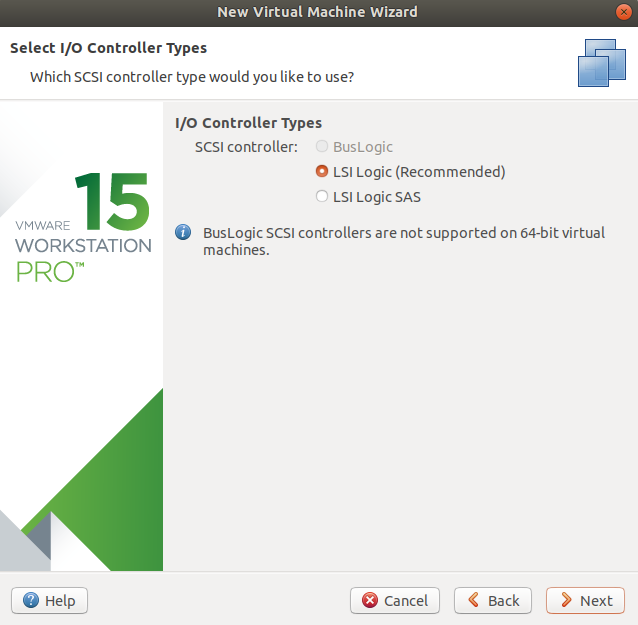 New Virtual Machine Wizard
Select I/O Controller Types
Which SCSI controller type would you like to use?
I/O Controller Types
SCSI controller: BusLogic
LSI Logic (Recommended)
LSI Logic SAS
BusLogic SCSI controllers are not supported on 64-bit virtual
machines.
15
VMWARE
WORKSTATION
PRO™
Help
Cancel
Back
Next